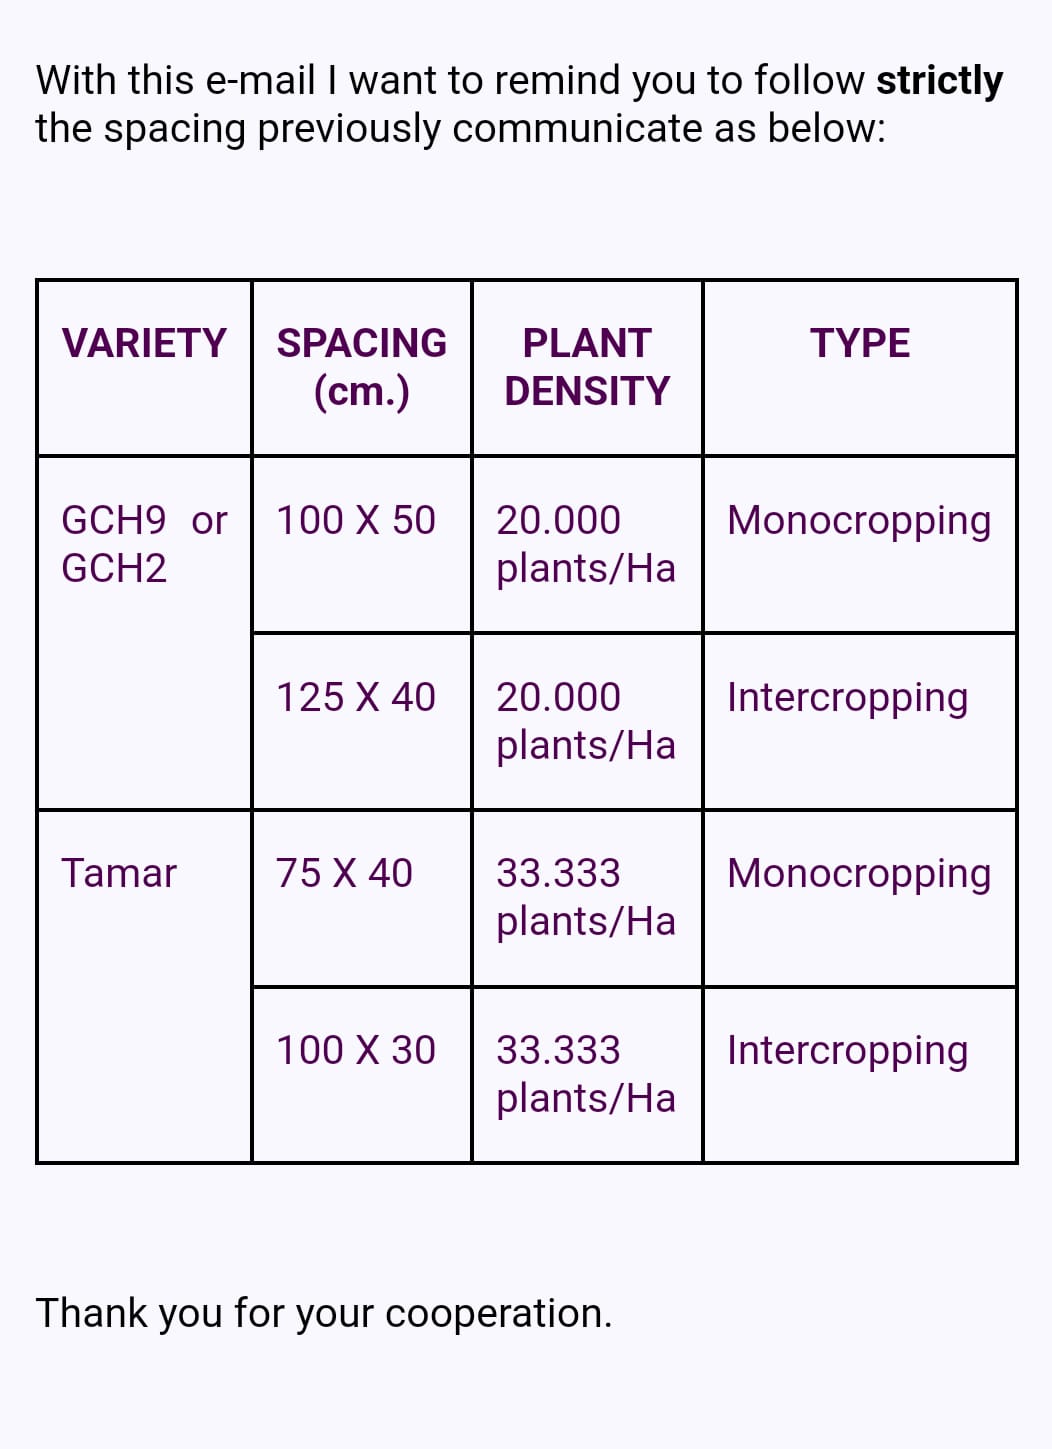 With this e-mail I want to remind you to follow strictly
the spacing previously communicate as below:
VARIETY SPACING (cm.) PLANT DENSITY TYPE
GCH9 or GCH2 100 X 50 20.000 plants/Ha Monocropping
125 X 40 20.000 plants/Ha Intercropping
Tamar 75 X 40 33.333 plants/Ha Monocropping
100 X 30 33.333 plants/Ha Intercropping
Thank you for your cooperation.